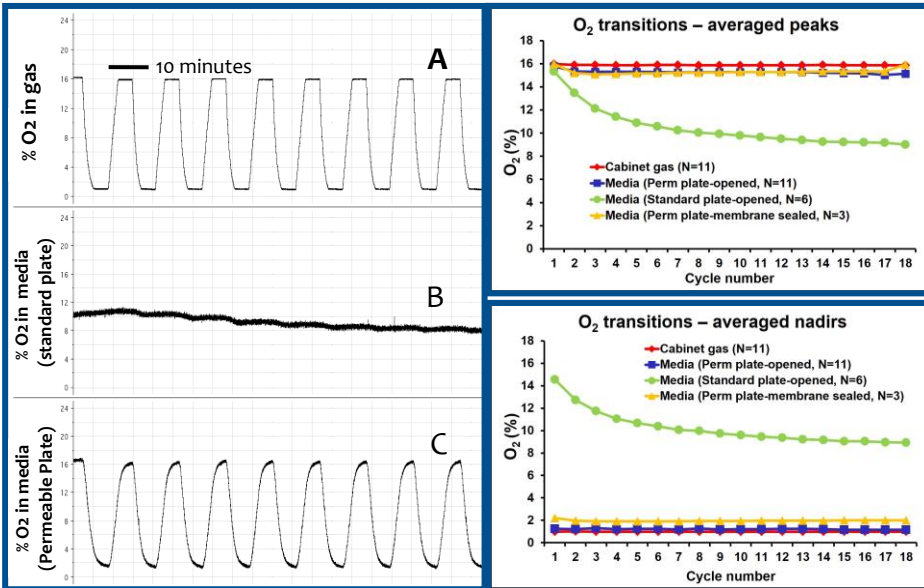 % O2 in gas
16
12
8
4
0
10 minutes
A
% O2 in media
(standard plate)
16
12
8
4
0
B
% O2 in media
(Permeable Plate)
16
12
8
4
0
C
O2 transitions – averaged peaks
O2 (%)
18
16
14
12
10
8
6
4
2
0
Cabinet gas (N=11)
Media (Perm plate-opened, N=11)
Media (Standard plate-opened, N=6)
Media (Perm plate-membrane sealed, N=3)
1 2 3 4 5 6 7 8 9 10 11 12 13 14 15 16 17 18
Cycle number
O2 transitions – averaged nadirs
O2 (%)
18
16
14
12
10
8
6
4
2
0
Cabinet gas (N=11)
Media (Perm plate-opened, N=11)
Media (Standard plate-opened, N=6)
Media (Perm plate-membrane sealed, N=3)
1 2 3 4 5 6 7 8 9 10 11 12 13 14 15 16 17 18
Cycle number